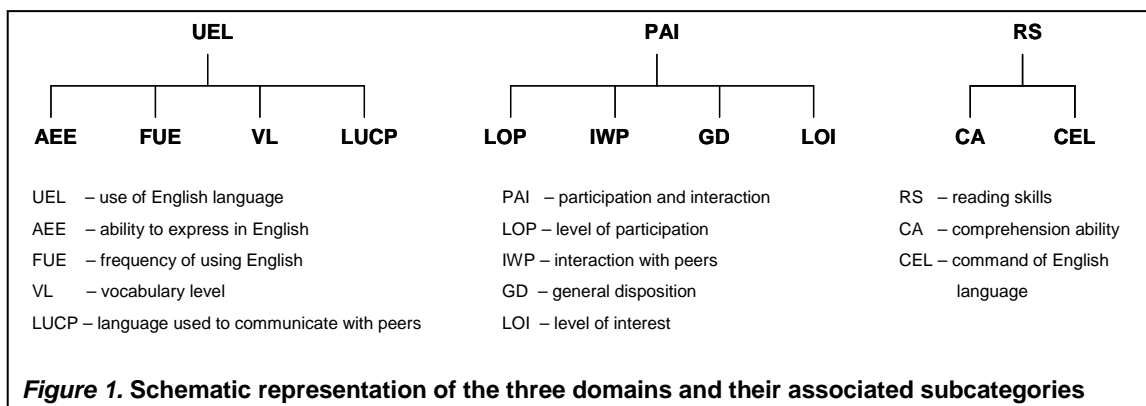 UEL PAI RS
AEE FUE VL LUCP LOP IWP GD LOI CA CEL
UEL – use of English language
AEE – ability to express in English
FUE – frequency of using English
VL – vocabulary level
LUCP – language used to communicate with peers
PAI – participation and interaction
LOP – level of participation
IWP – interaction with peers
GD – general disposition
LOI – level of interest
RS – reading skills
CA – comprehension ability
CEL – command of English
language
Figure 1. Schematic representation of the three domains and their associated subcategories